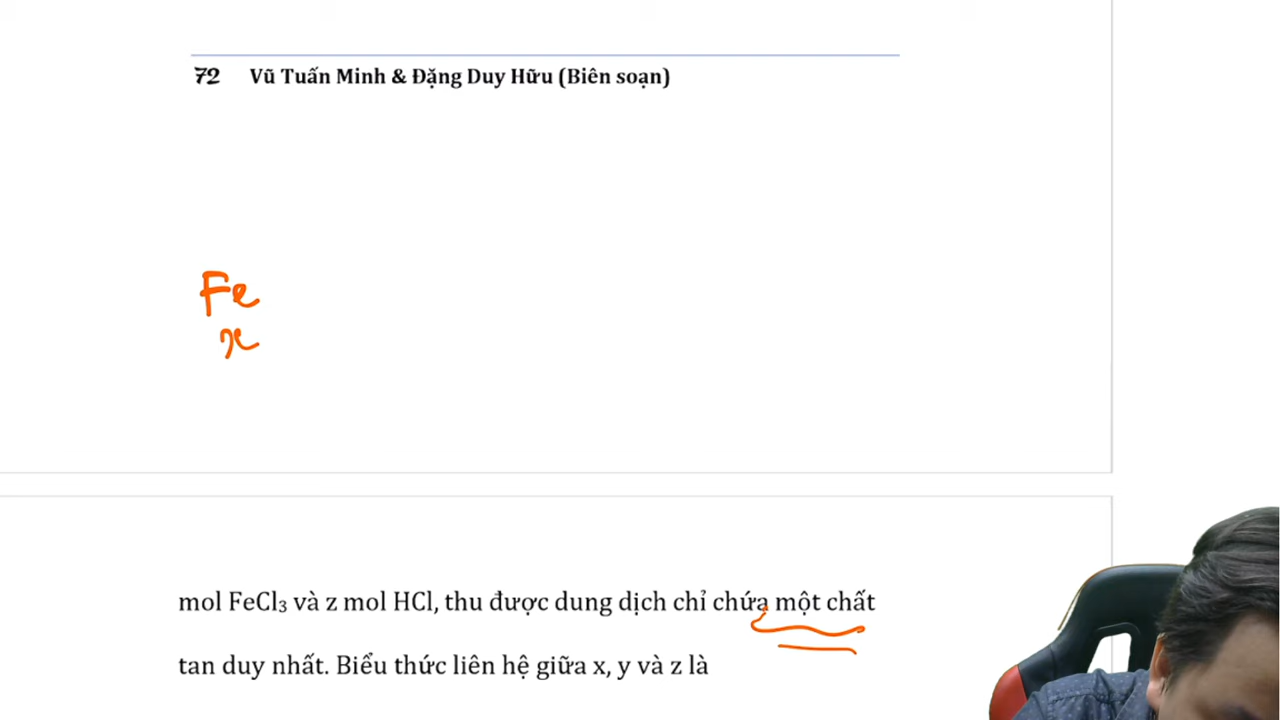 72 Vũ Tuấn Minh & Đặng Duy Hữu (Biên soạn)
Fe
x
mol FeCl₃ và z mol HCl, thu được dung dịch chỉ chứa một chất
tan duy nhất. Biểu thức liên hệ giữa x, y và z là